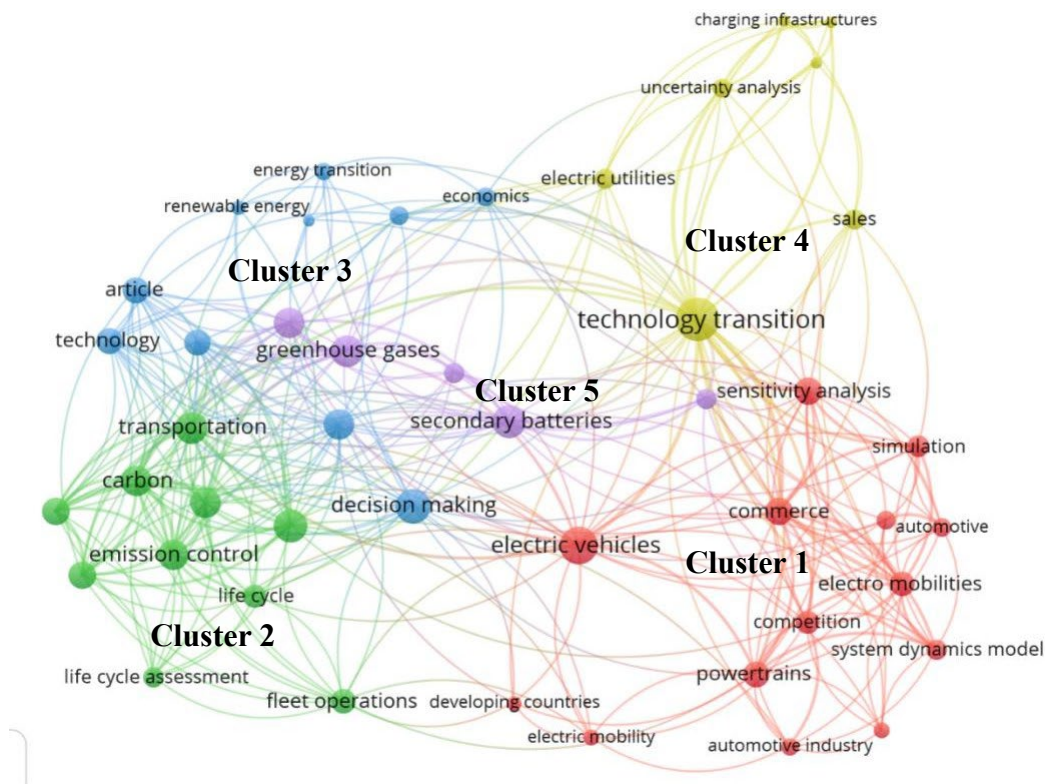 charging infrastructures
uncertainty analysis
energy transition
electric utilities
renewable energy
economics
sales
Cluster 4
Cluster 3
article
technology transition
technology
greenhouse gases
Cluster 5
sensitivity analysis
secondary batteries
transportation
simulation
carbon
decision making
commerce
automotive
electric vehicles
emission control
Cluster 1
electro mobilities
life cycle
competition
Cluster 2
system dynamics model
life cycle assessment
powertrains
fleet operations
developing countries
electric mobility
automotive industry